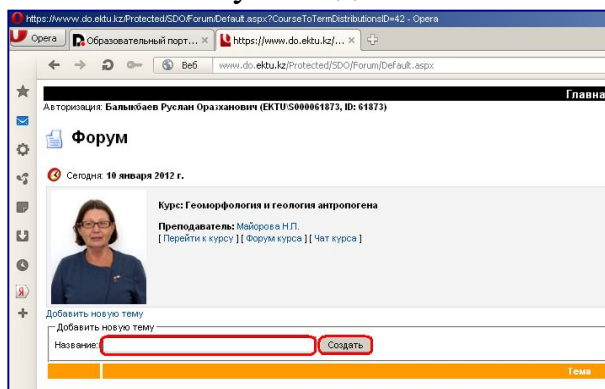 https://www.do.ektu.kz/Protected/SDO/Forum/Default.aspx?CourseToTermDistributionsID=42 - Opera
Opera
Образовательный порт...
https://www.do.ektu.kz/...
Веб
www.do.ektu.kz/Protected/SDO/Forum/Default.aspx
Главна
Авторизация: Балыкбаев Руслан Оразханович (EKTU\S000061873, ID: 61873)
Форум
Сегодня: 10 января 2012 г.
Курс: Геоморфология и геология антропогена
Преподаватель: Майорова Н.П.
[ Перейти к курсу ] [ Форум курса ] [ Чат курса ]
Добавить новую тему
Добавить новую тему
Название:
Создать
Тема